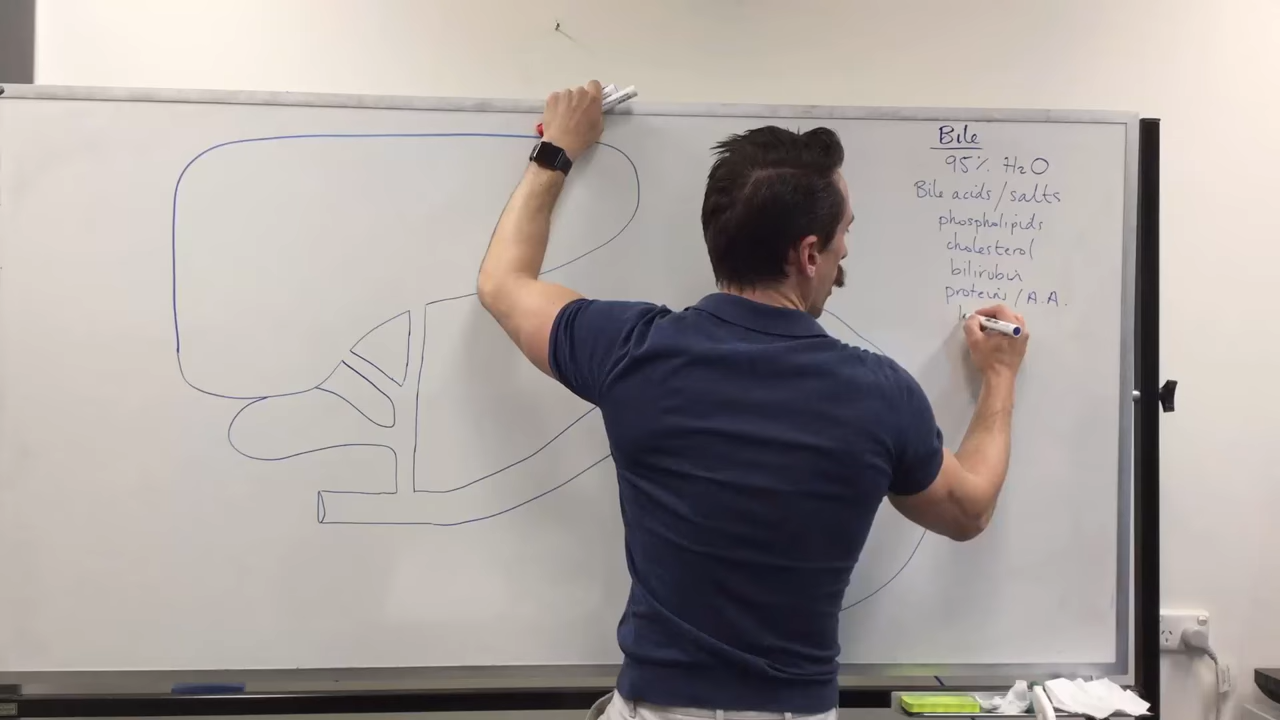 Bile
95% H₂O
Bile acids/salts
phospholipids
cholesterol
bilirubin
proteins/A.A.